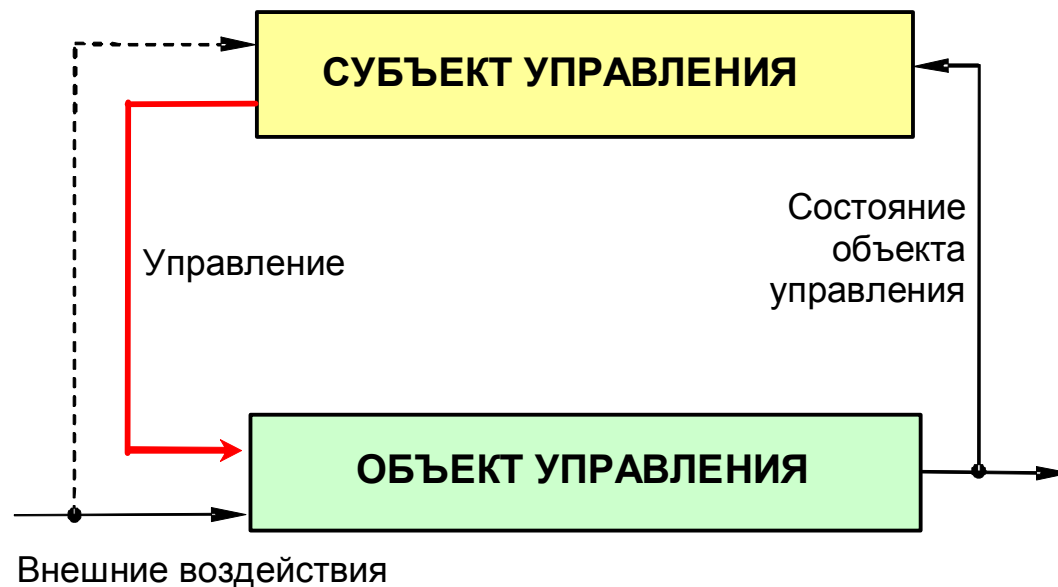 СУБЪЕКТ УПРАВЛЕНИЯ
Состояние
объекта
управления
Управление
ОБЪЕКТ УПРАВЛЕНИЯ
Внешние воздействия